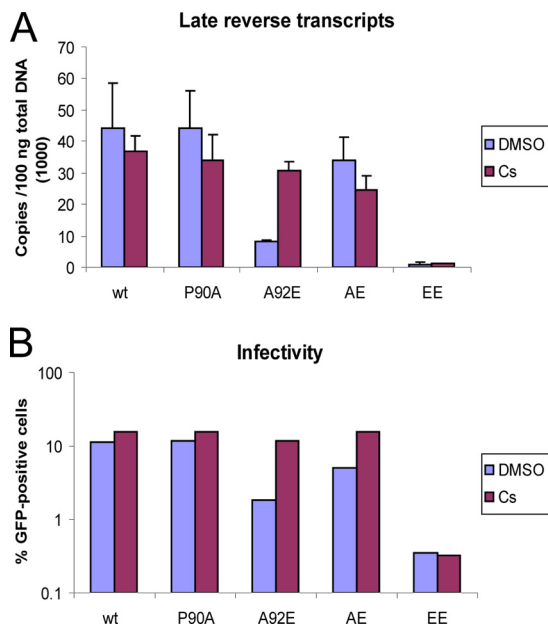 A
Late reverse transcripts
Copies /100 ng total DNA
(1000)
70
60
50
40
30
20
10
0
wt P90A A92E AE EE
DMSO
Cs
B
Infectivity
% GFP-positive cells
100
10
1
0.1
wt P90A A92E AE EE
DMSO
Cs